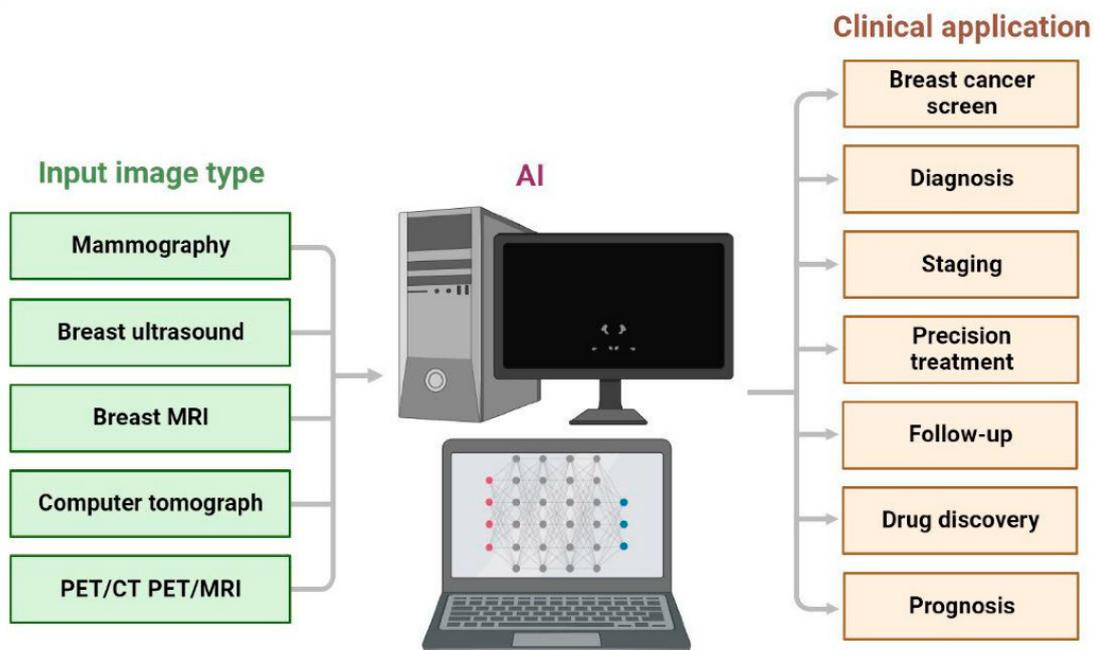 Clinical application
Input image type
AI
Mammography
Breast ultrasound
Breast MRI
Computer tomograph
PET/CT PET/MRI
Breast cancer
screen
Diagnosis
Staging
Precision
treatment
Follow-up
Drug discovery
Prognosis